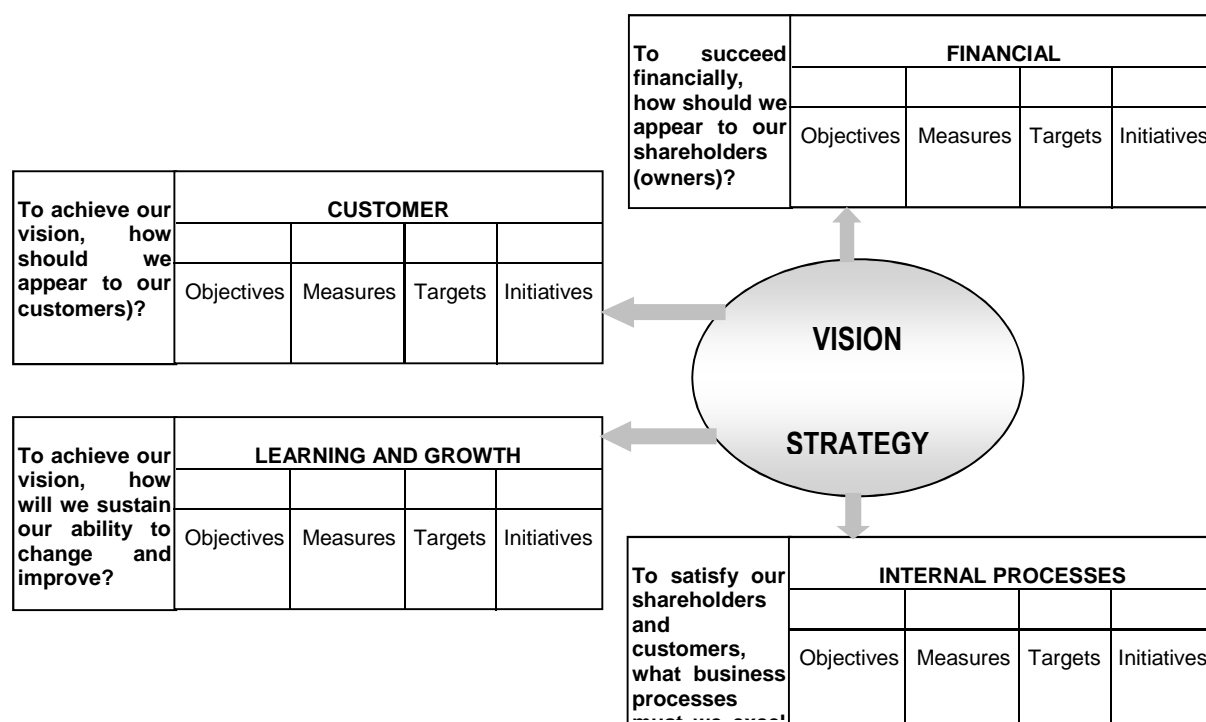 To succeed
financially,
how should we
appear to our
shareholders
(owners)?
FINANCIAL
Objectives Measures Targets Initiatives
To achieve our
vision, how
should we
appear to our
customers)?
CUSTOMER
Objectives Measures Targets Initiatives
VISION
STRATEGY
To achieve our
vision, how
will we sustain
our ability to
change and
improve?
LEARNING AND GROWTH
Objectives Measures Targets Initiatives
To satisfy our
shareholders
and
customers,
what business
processes
must we excel
INTERNAL PROCESSES
Objectives Measures Targets Initiatives